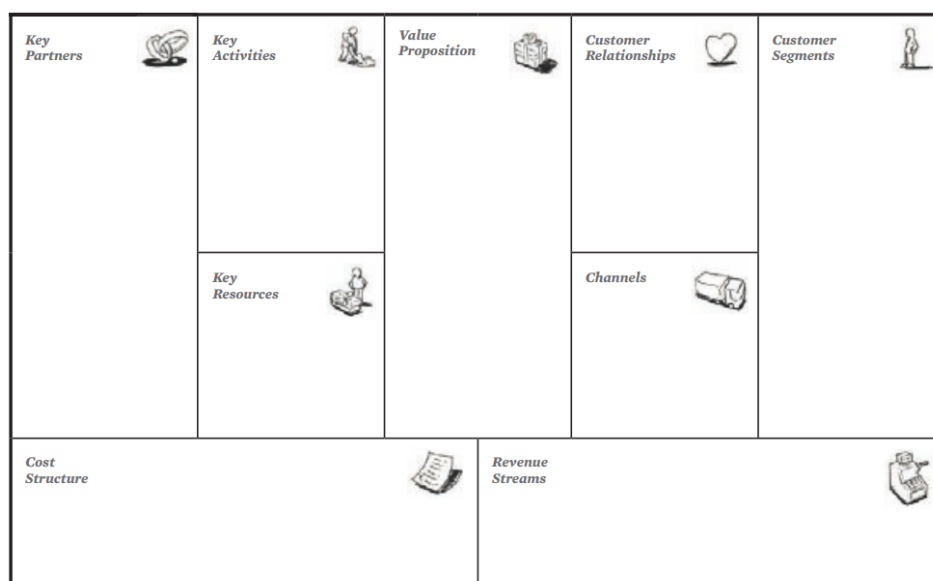 Key
Partners
Key
Activities
Value
Proposition
Customer
Relationships
Customer
Segments
Key
Resources
Channels
Cost
Structure
Revenue
Streams